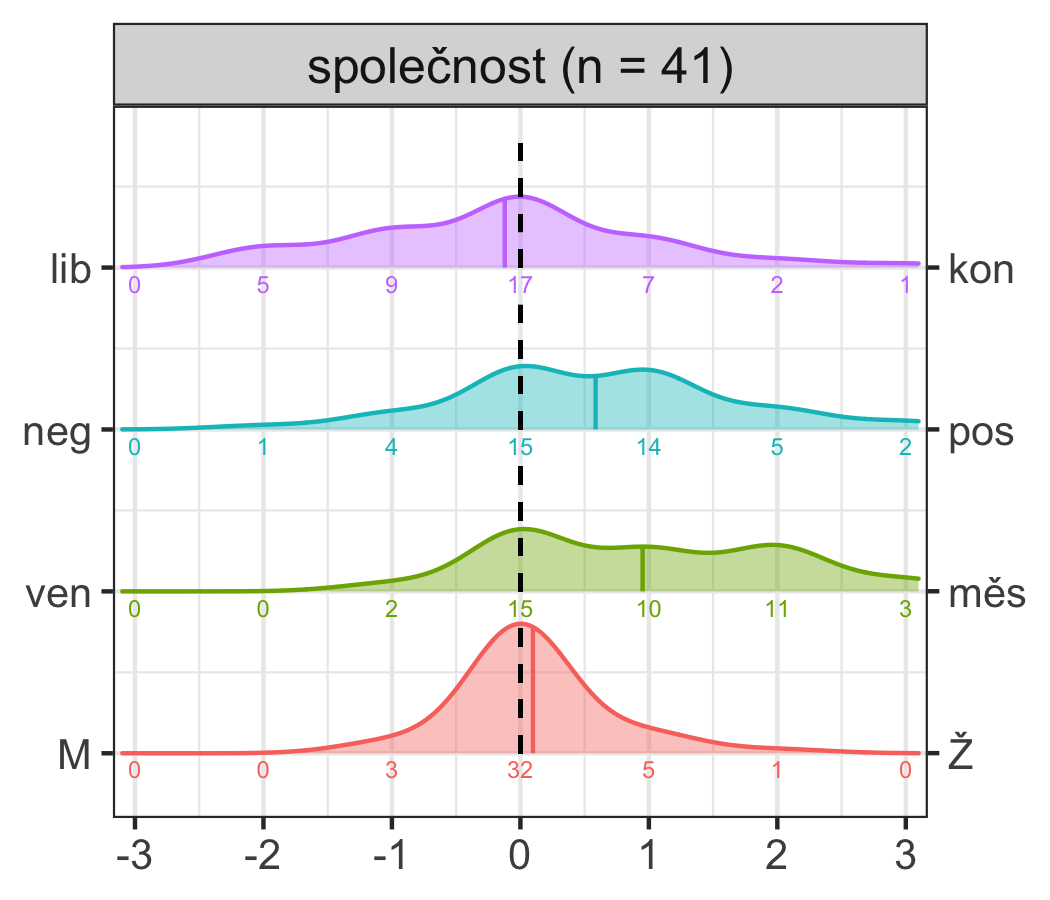 společnost (n = 41)
lib kon
0 5 9 17 7 2 1
neg pos
0 1 4 15 14 5 2
ven měs
0 0 2 15 10 11 3
M Ž
0 0 3 32 5 1 0
-3 -2 -1 0 1 2 3